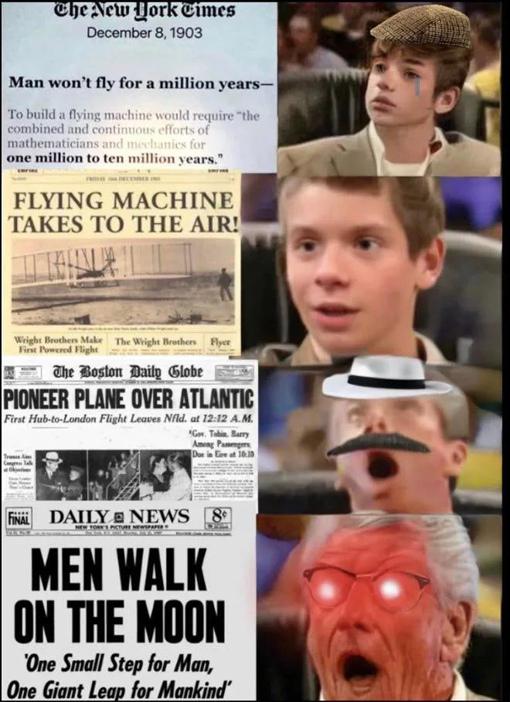 The New York Times
December 8, 1903
Man won't fly for a million years—
To build a flying machine would require "the
combined and continuous efforts of
mathematicians and mechanics for
one million to ten million years."
FLYING MACHINE
TAKES TO THE AIR!
Wright Brothers Make
First Powered Flight
The Wright Brothers
Flyer
The Boston Daily Globe
PIONEER PLANE OVER ATLANTIC
First Hub-to-London Flight Leaves Nfld. at 12:12 A.M.
Gov. Tobin, Barry
Among Passengers,
Due in Eire at 10:10
FINAL
DAILY NEWS
8¢
NEW YORK'S PICTURE NEWSPAPER
MEN WALK
ON THE MOON
'One Small Step for Man,
One Giant Leap for Mankind'